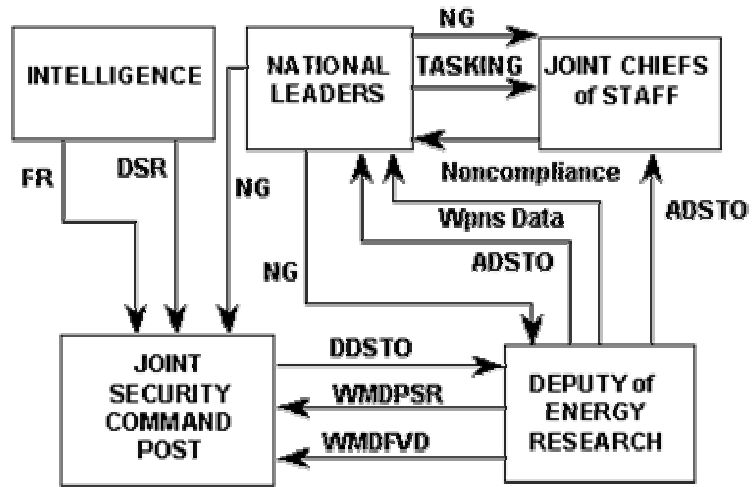 NG
INTELLIGENCE
NATIONAL
LEADERS
TASKING
JOINT CHIEFS
of STAFF
FR
DSR
NG
Noncompliance
Wpns Data
ADSTO
ADSTO
NG
JOINT
SECURITY
COMMAND
POST
DDSTO
WMDPSR
WMDFVD
DEPUTY of
ENERGY
RESEARCH